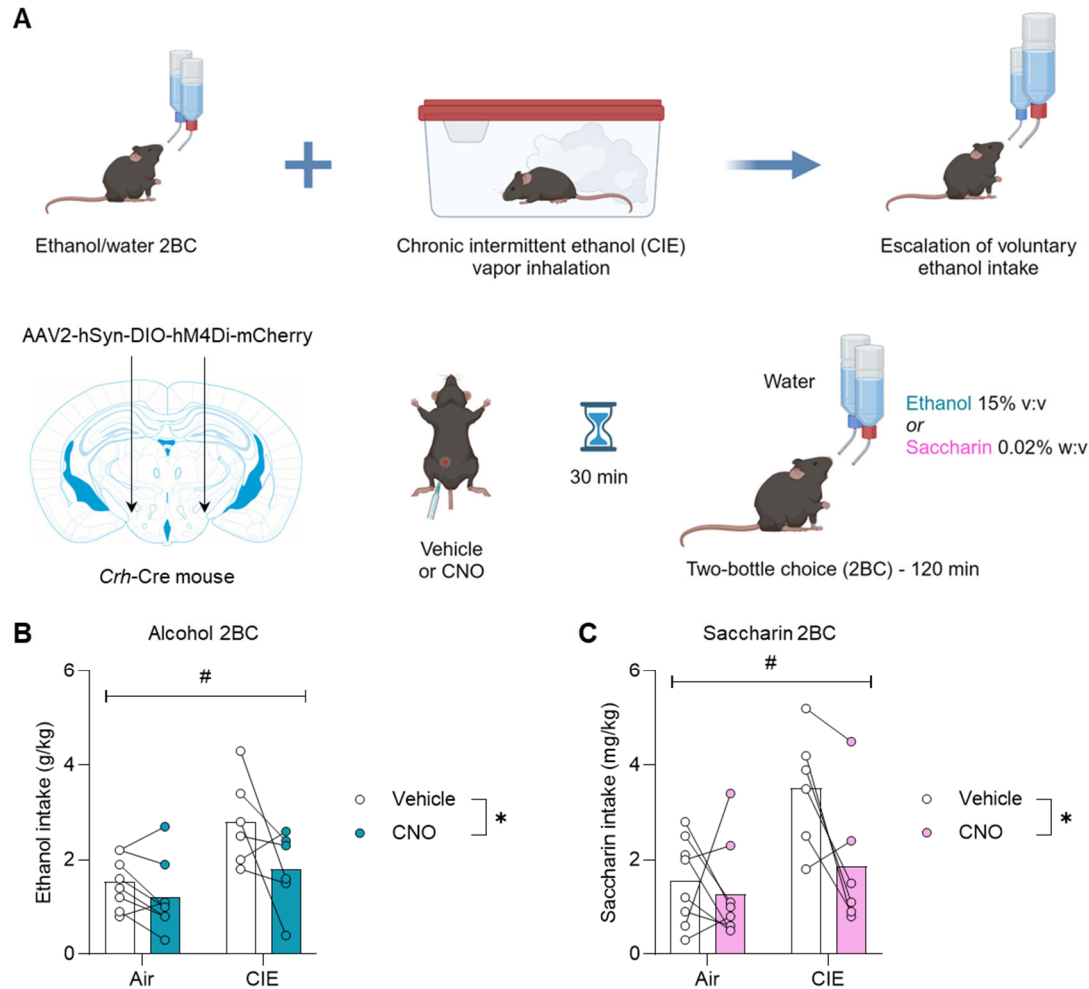 A
Ethanol/water 2BC
Chronic intermittent ethanol (CIE)
vapor inhalation
Escalation of voluntary
ethanol intake
AAV2-hSyn-DIO-hM4Di-mCherry
Crh-Cre mouse
Vehicle
or CNO
30 min
Water
Ethanol 15% v:v
or
Saccharin 0.02% w:v
Two-bottle choice (2BC) - 120 min
B
Alcohol 2BC
Ethanol intake (g/kg)
6
4
2
0
#
Air
CIE
Vehicle
CNO
*
C
Saccharin 2BC
Saccharin intake (mg/kg)
6
4
2
0
#
Air
CIE
Vehicle
CNO
*